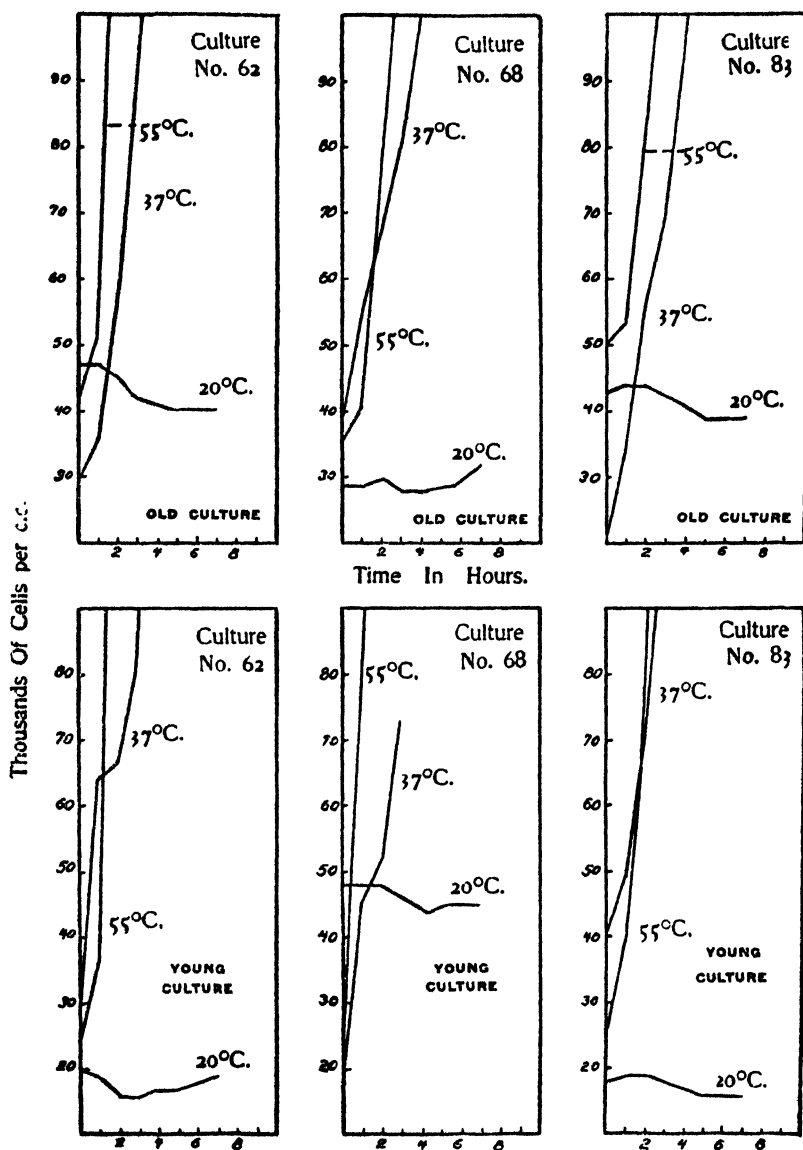 Thousands Of Cells per c.c.
Culture
No. 62
90
80
70
60
50
40
30
55°C.
37°C.
20°C.
OLD CULTURE
2 4 6 8
Culture
No. 68
90
80
70
60
50
40
30
37°C.
55°C.
20°C.
OLD CULTURE
2 4 6 8
Culture
No. 83
90
80
70
60
50
40
30
55°C.
37°C.
20°C.
OLD CULTURE
2 4 6 8
Time In Hours.
Culture
No. 62
80
70
60
50
40
30
20
37°C.
55°C.
YOUNG
CULTURE
20°C.
2 4 6 8
Culture
No. 68
80
70
60
50
40
30
20
55°C.
37°C.
20°C.
YOUNG
CULTURE
2 4 6 8
Culture
No. 83
80
70
60
50
40
30
20
37°C.
55°C.
YOUNG
CULTURE
20°C.
2 4 6 8